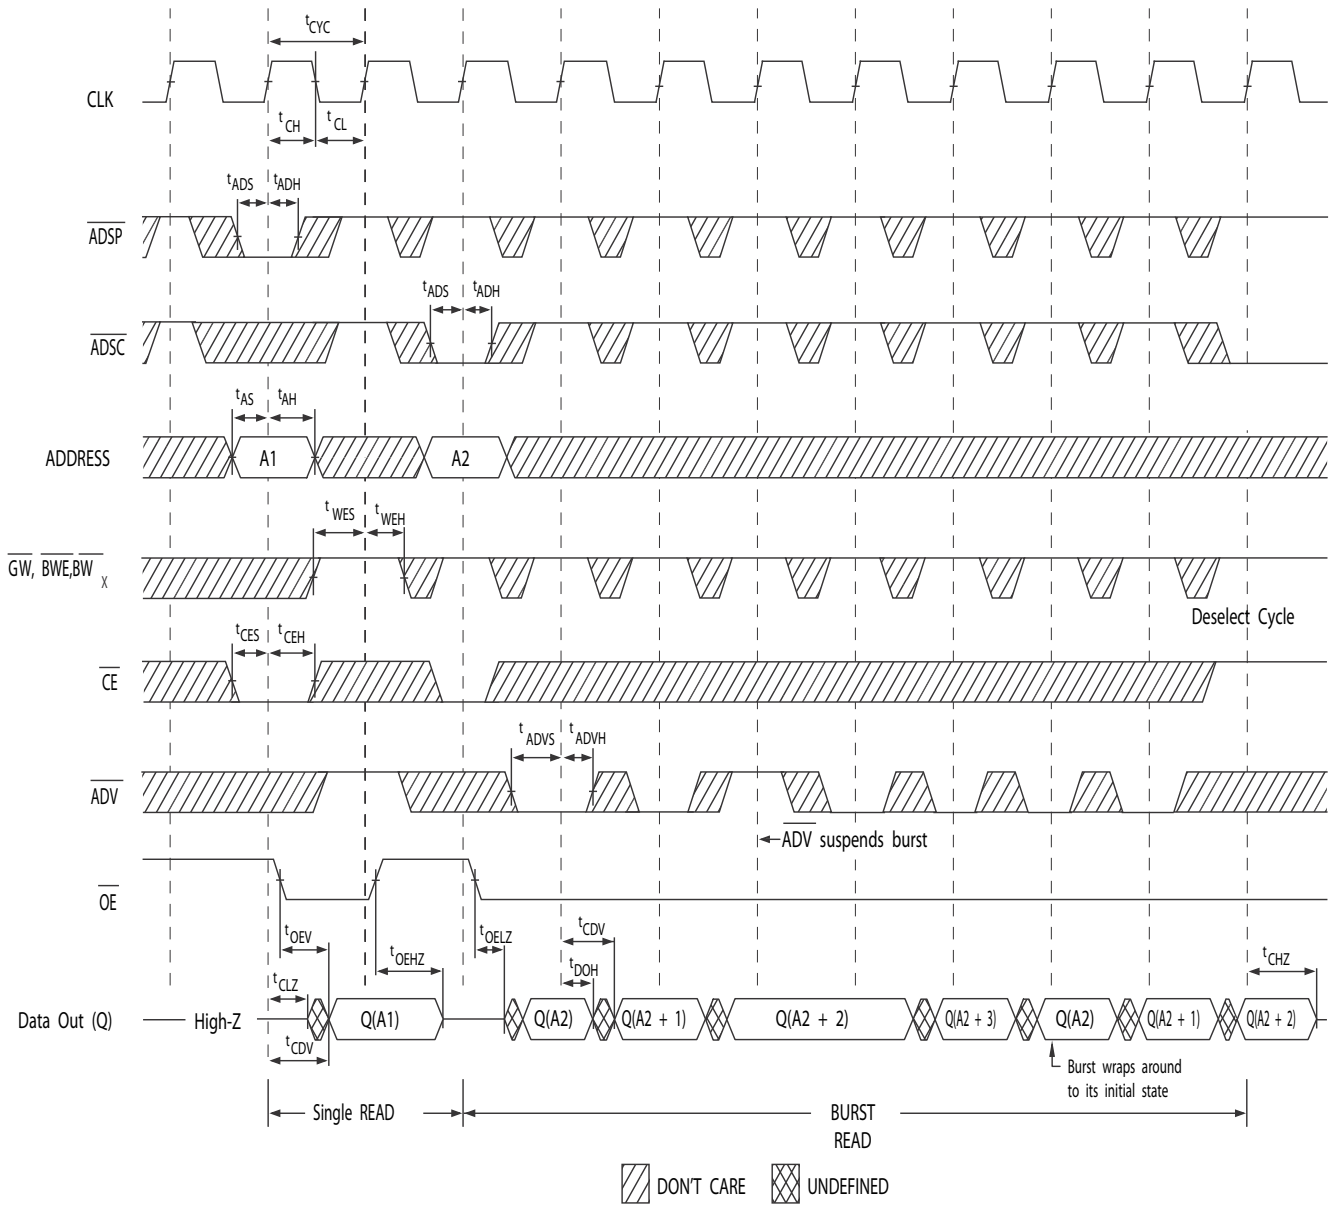 tCYC
CLK
tCH
tCL
tADS
tADH
ADSP
tADS
tADH
ADSC
tAS
tAH
ADDRESS
A1
A2
tWES
tWEH
GW, BWE,BW X
Deselect Cycle
tCES
tCEH
CE
tADVS
tADVH
ADV
ADV suspends burst
OE
tOEV
tOEHZ
tOELZ
tCDV
tCLZ
tDOH
tCHZ
Data Out (Q)
High-Z
Q(A1)
Q(A2)
Q(A2 + 1)
Q(A2 + 2)
Q(A2 + 3)
Q(A2)
Q(A2 + 1)
Q(A2 + 2)
tCDV
Burst wraps around
to its initial state
Single READ
BURST
READ
DON'T CARE
UNDEFINED